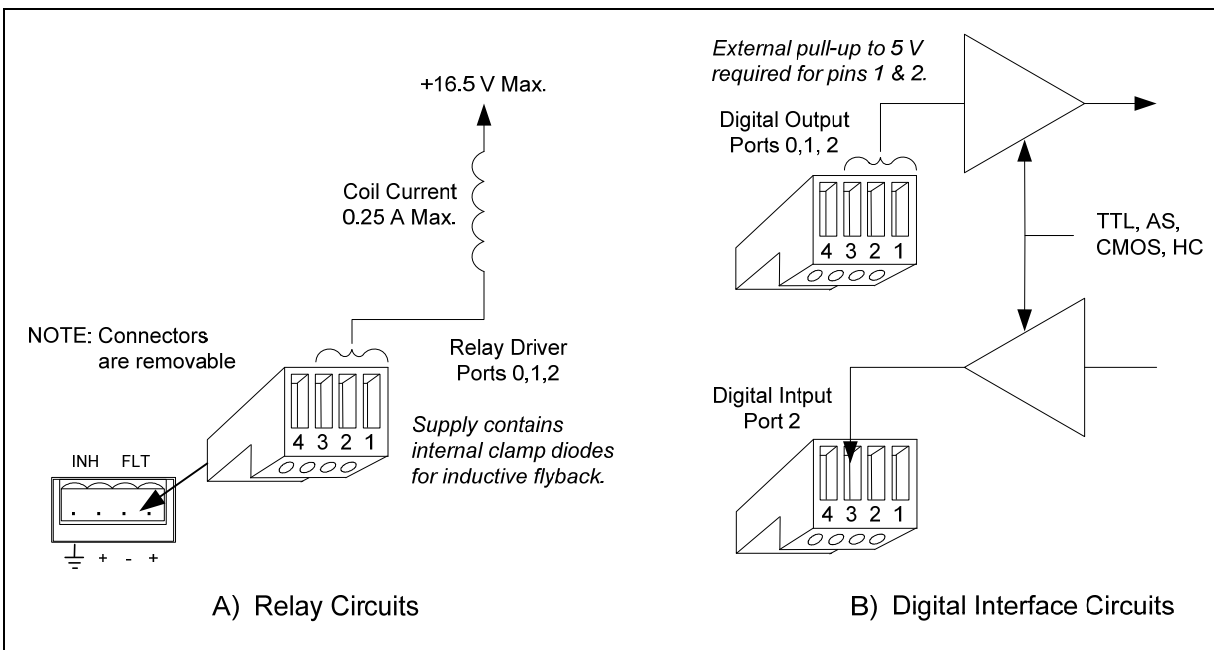 +16.5 V Max.
Coil Current
0.25 A Max.
NOTE: Connectors
are removable
Relay Driver
Ports 0,1,2
4 3 2 1
Supply contains
internal clamp diodes
for inductive flyback.
INH FLT
+ - +
A) Relay Circuits
External pull-up to 5 V
required for pins 1 & 2.
Digital Output
Ports 0,1, 2
4 3 2 1
TTL, AS,
CMOS, HC
Digital Intput
Port 2
4 3 2 1
B) Digital Interface Circuits